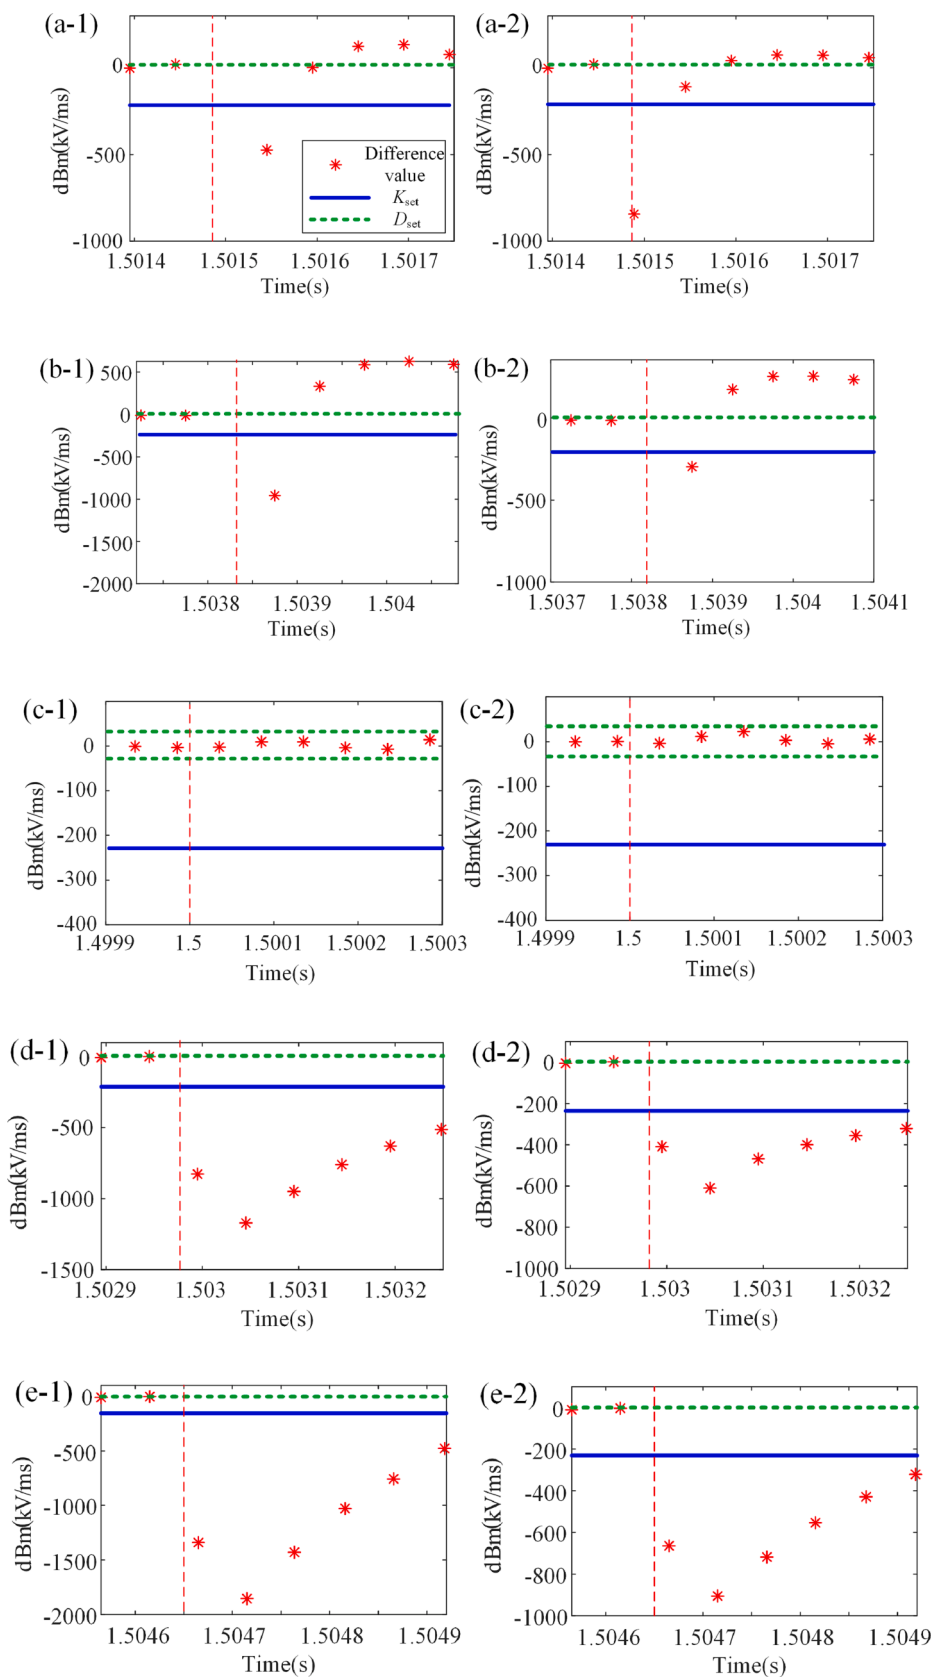 (a-1)
0
-500
-1000
dBm(kV/ms)
Difference
value
Kset
Dset
1.5014 1.5015 1.5016 1.5017
Time(s)
(a-2)
0
-500
-1000
dBm(kV/ms)
1.5014 1.5015 1.5016 1.5017
Time(s)
(b-1)
500
0
-500
-1000
-1500
-2000
dBm(kV/ms)
1.5038 1.5039 1.504
Time(s)
(b-2)
0
-500
-1000
dBm(kV/ms)
1.5037 1.5038 1.5039 1.504 1.5041
Time(s)
(c-1)
0
-100
-200
-300
-400
dBm(kV/ms)
1.4999 1.5 1.5001 1.5002 1.5003
Time(s)
(c-2)
0
-100
-200
-300
-400
dBm(kV/ms)
1.4999 1.5 1.5001 1.5002 1.5003
Time(s)
(d-1)
0
-500
-1000
-1500
dBm(kV/ms)
1.5029 1.503 1.5031 1.5032
Time(s)
(d-2)
0
-200
-400
-600
-800
-1000
dBm(kV/ms)
1.5029 1.503 1.5031 1.5032
Time(s)
(e-1)
0
-500
-1000
-1500
-2000
dBm(kV/ms)
1.5046 1.5047 1.5048 1.5049
Time(s)
(e-2)
0
-200
-400
-600
-800
-1000
dBm(kV/ms)
1.5046 1.5047 1.5048 1.5049
Time(s)